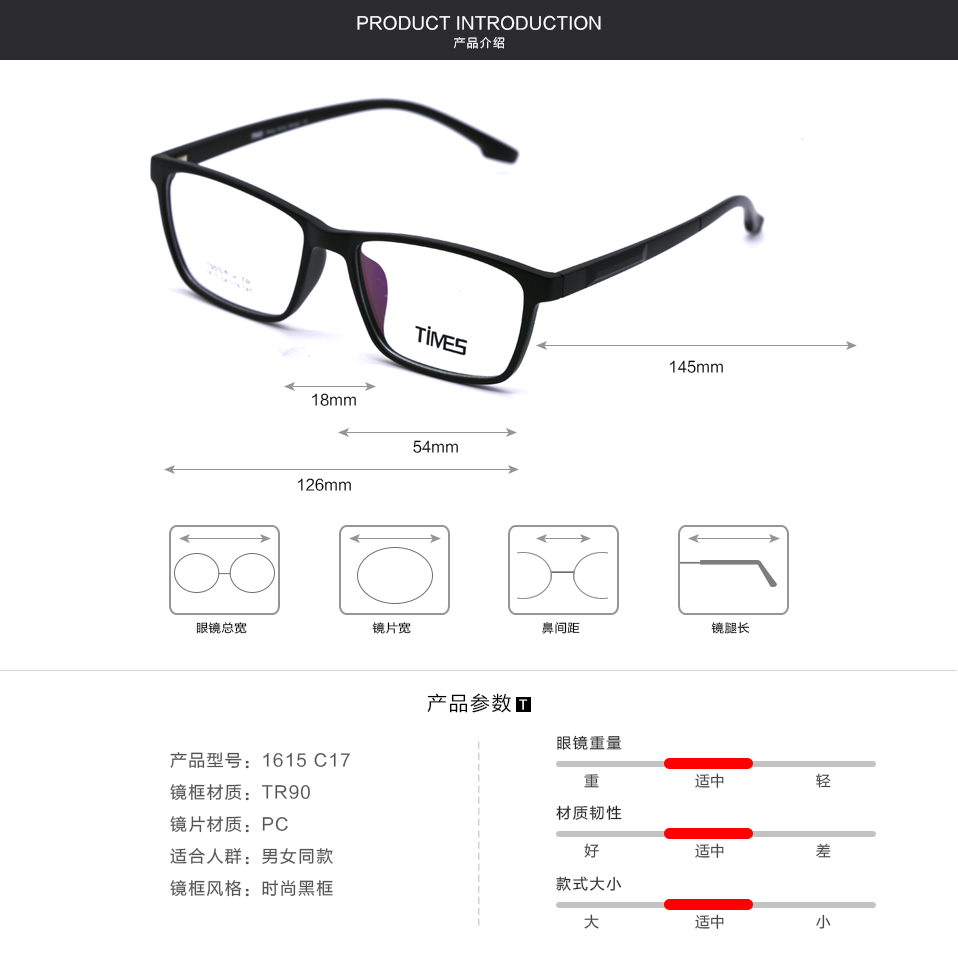 PRODUCT INTRODUCTION
产品介绍
TIMES
145mm
18mm
54mm
126mm
眼镜总宽
镜片宽
鼻间距
镜腿长
产品参数 T
产品型号：1615 C17
镜框材质：TR90
镜片材质：PC
适合人群：男女同款
镜框风格：时尚黑框
眼镜重量
重 适中 轻
材质韧性
好 适中 差
款式大小
大 适中 小